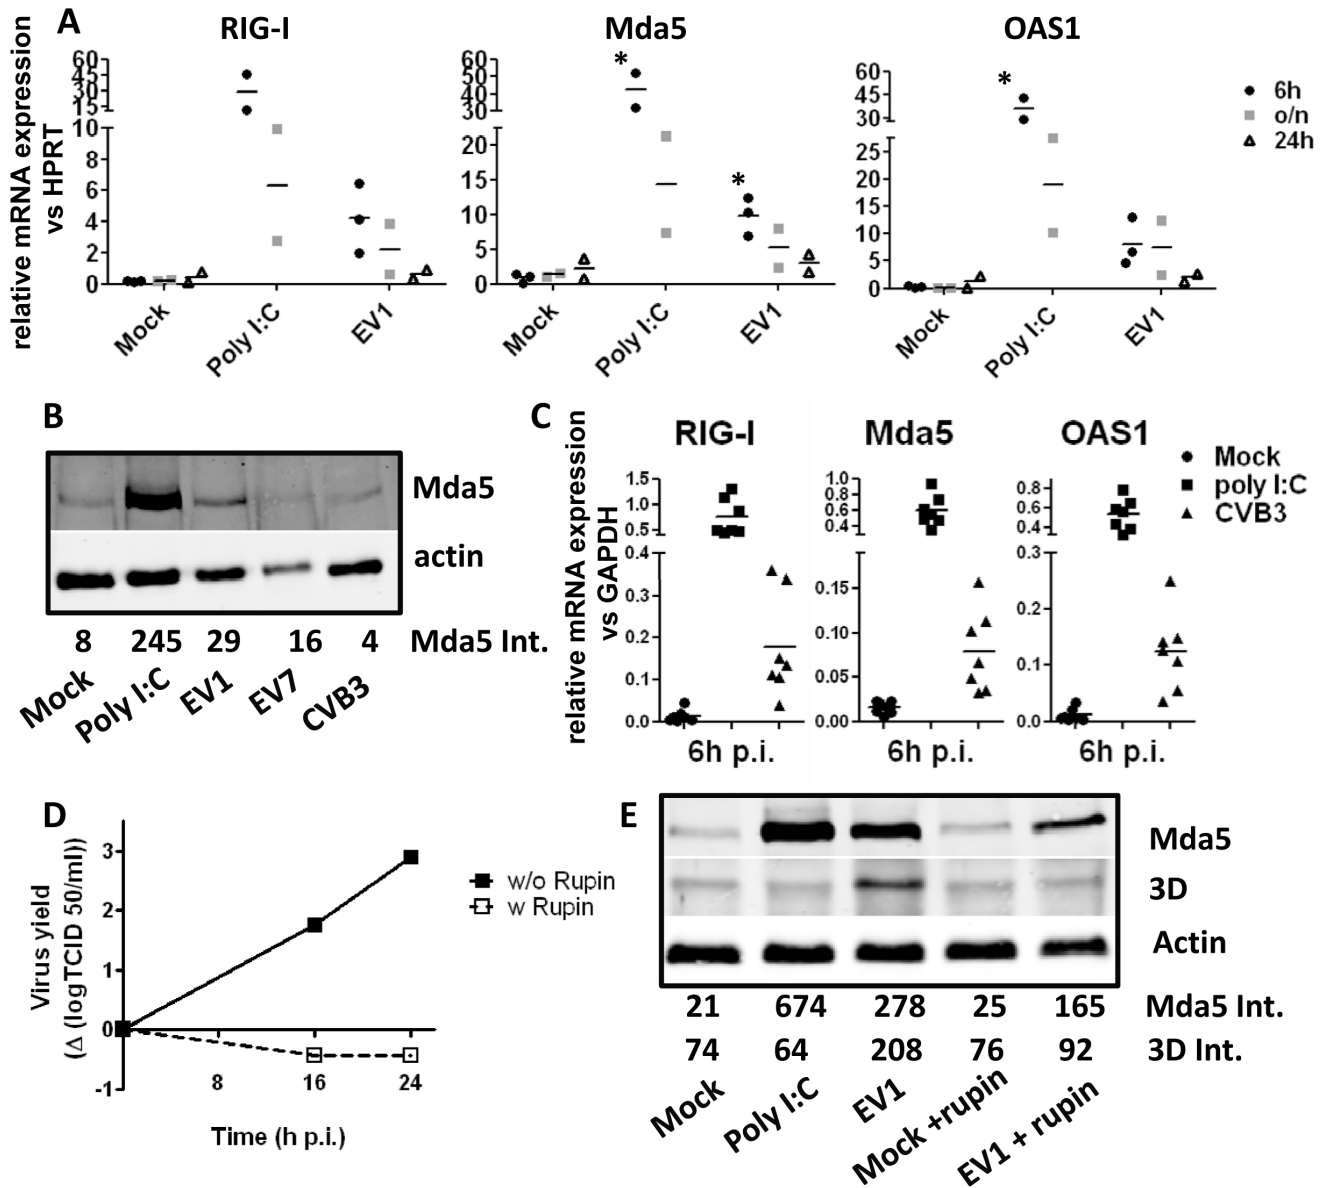 A
RIG-I
Mda5
OAS1
relative mRNA expression
vs HPRT
60
45
30
15
10
8
6
4
2
0
Mock
Poly I:C
EV1
60
50
40
30
20
15
10
5
0
*
*
Mock
Poly I:C
EV1
60
45
30
25
20
15
10
5
0
*
Mock
Poly I:C
EV1
6h
o/n
24h
B
Mda5
actin
8 245 29 16 4 Mda5 Int.
Mock Poly I:C EV1 EV7 CVB3
C
RIG-I
Mda5
OAS1
relative mRNA expression
vs GAPDH
1.5
1.0
0.5
0.4
0.3
0.2
0.1
0.0
6h p.i.
1.0
0.8
0.6
0.4
0.15
0.10
0.05
0.00
6h p.i.
0.8
0.6
0.4
0.3
0.2
0.1
0.0
6h p.i.
Mock
poly I:C
CVB3
D
Virus yield
(Δ (log TCID 50/ml))
3
2
1
0
-1
8 16 24
Time (h p.i.)
w/o Rupin
w Rupin
E
Mda5
3D
Actin
21 674 278 25 165 Mda5 Int.
74 64 208 76 92 3D Int.
Mock Poly I:C EV1 Mock +rupin EV1 + rupin